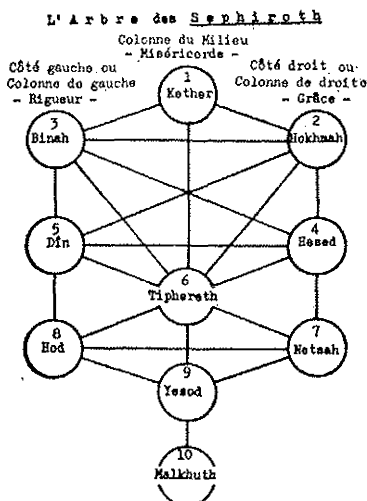 L'Arbre des Sephiroth
Colonne du Milieu
- Miséricorde -
Côté gauche ou
Colonne de gauche
- Rigueur -
Côté droit ou
Colonne de droite
- Grâce -
1
Kether
3
Binah
2
Hokhmah
5
Dîn
4
Hesed
6
Tiphereth
8
Hod
7
Netsah
9
Yesod
10
Malkhuth